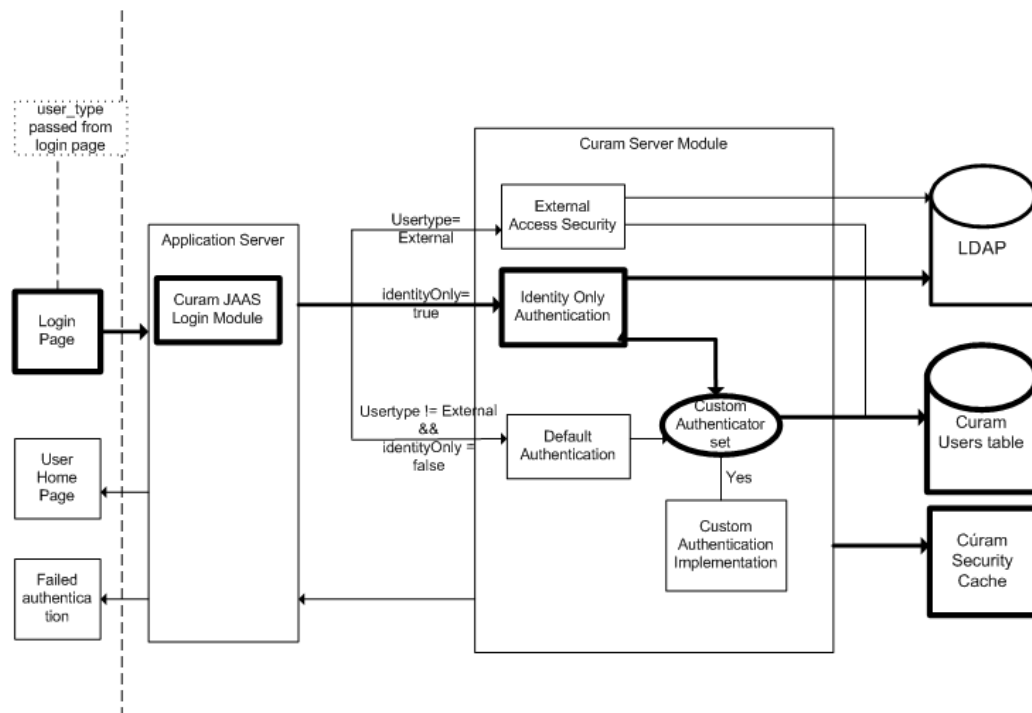 user_type
passed from
login page
Curam Server Module
Application Server
Usertype=
External
External
Access Security
LDAP
Login
Page
Curam JAAS
Login Module
identityOnly=
true
Identity Only
Authentication
Usertype != External
&&
identityOnly =
false
Default
Authentication
Custom
Authenticator
set
Curam
Users table
User
Home
Page
Yes
Custom
Authentication
Implementation
Cúram
Security
Cache
Failed
authentica
tion